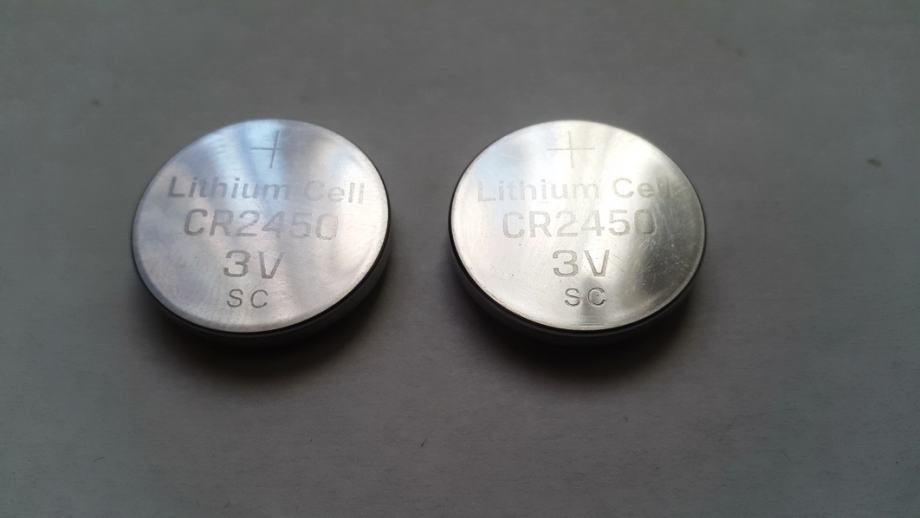 +
Lithium Cell
CR2450
3V
SC
+
Lithium Cell
CR2450
3V
SC